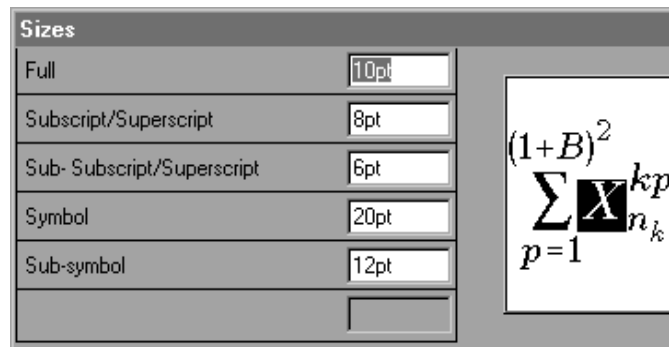 Sizes
Full 10pt
Subscript/Superscript 8pt
Sub- Subscript/Superscript 6pt
Symbol 20pt
Sub-symbol 12pt
(1+B)²
∑ X kp
n k
p=1